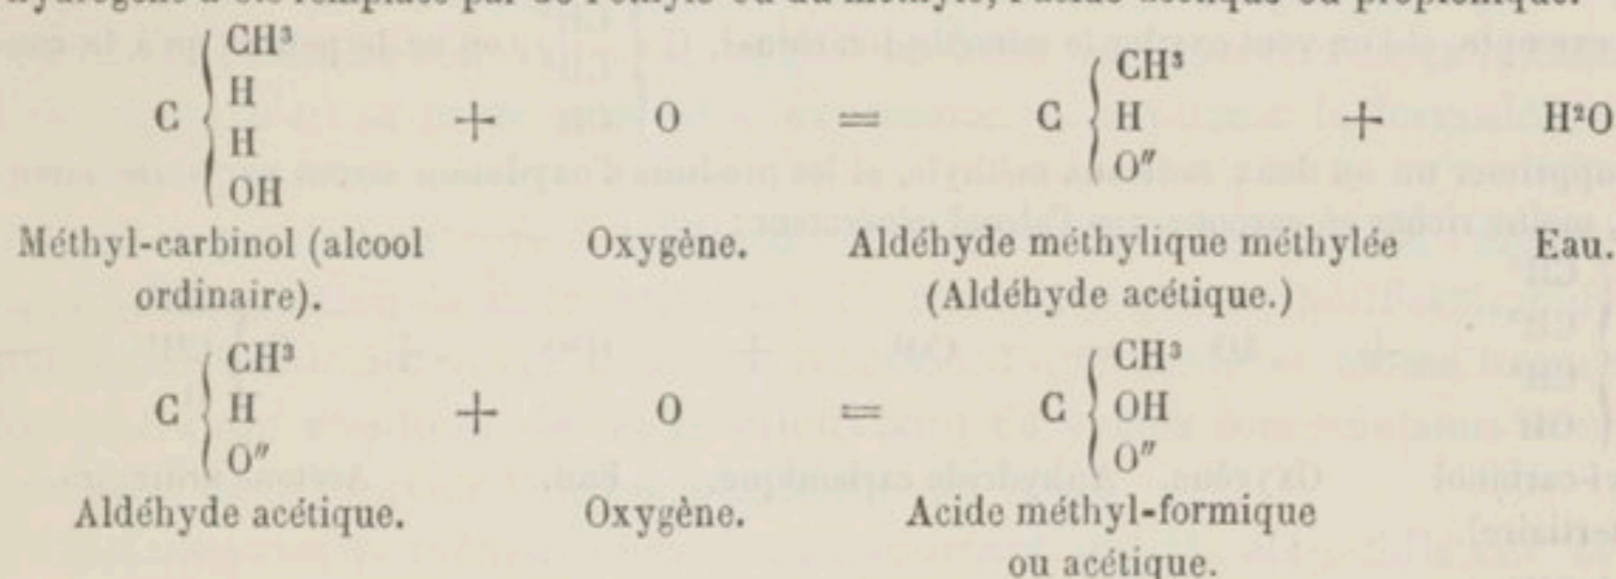 CH³
H
C H + O = C CH³ H O″ + H²O
OH
Méthyl-carbinol (alcool Oxygène. Aldéhyde méthylique méthylée Eau.
ordinaire). (Aldéhyde acétique.)
CH³ CH³
C H + O = C OH
O″ O″
Aldéhyde acétique. Oxygène. Acide méthyl-formique
ou acétique.